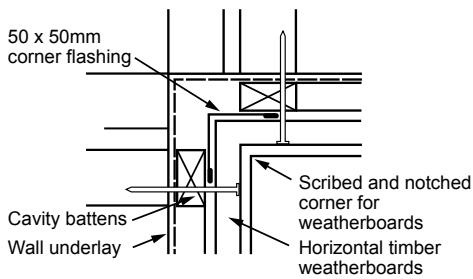 50 x 50mm
corner flashing
Cavity battens
Wall underlay
Scribed and notched
corner for
weatherboards
Horizontal timber
weatherboards